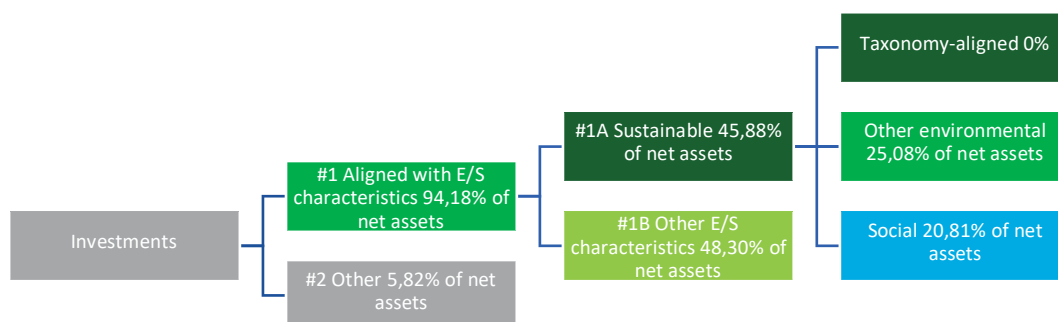 Investments
#1 Aligned with E/S
characteristics 94,18% of
net assets
#2 Other 5,82% of net
assets
#1A Sustainable 45,88%
of net assets
#1B Other E/S
characteristics 48,30% of
net assets
Taxonomy-aligned 0%
Other environmental
25,08% of net assets
Social 20,81% of net
assets